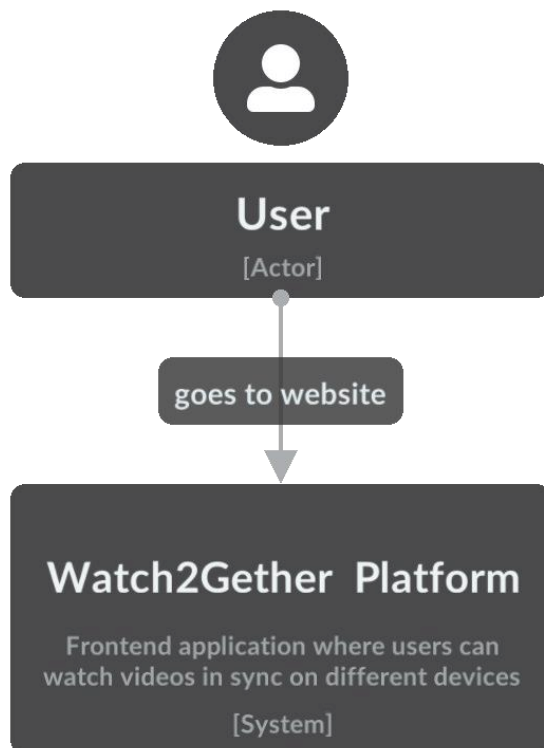 User
[Actor]
goes to website
Watch2Gether Platform
Frontend application where users can
watch videos in sync on different devices
[System]